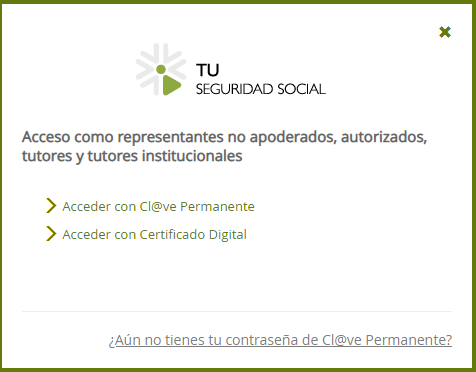 TU
SEGURIDAD SOCIAL
Acceso como representantes no apoderados, autorizados,
tutores y tutores institucionales
Acceder con Cl@ve Permanente
Acceder con Certificado Digital
¿Aún no tienes tu contraseña de Cl@ve Permanente?